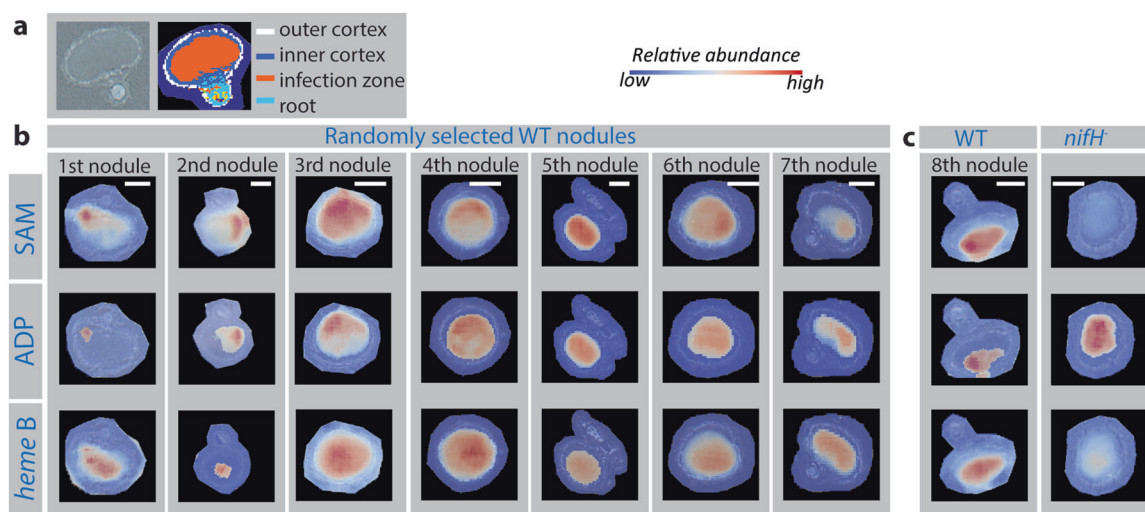 a
outer cortex
inner cortex
infection zone
root
Relative abundance
low
high
b
Randomly selected WT nodules
1st nodule
2nd nodule
3rd nodule
4th nodule
5th nodule
6th nodule
7th nodule
SAM
ADP
heme B
c
WT
nifH-
8th nodule